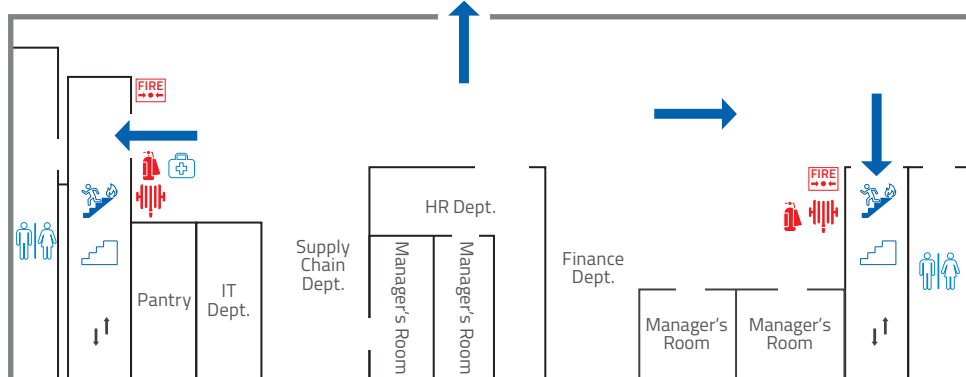 FIRE
FIRE
HR Dept.
Supply
Chain
Dept.
Manager's Room
Manager's Room
Finance
Dept.
Pantry
IT
Dept.
Manager's
Room
Manager's
Room